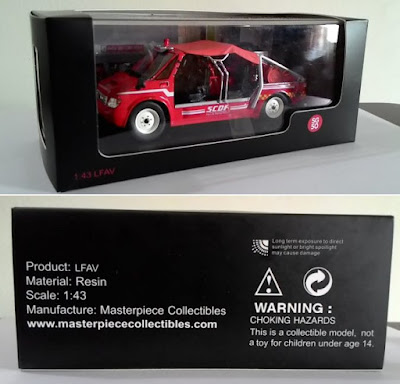 SCDF
1:43 LFAV
SG
50
Long term exposure to direct
sunlight or bright spotlight
may cause damage
Product: LFAV
Material: Resin
Scale: 1:43
Manufacture: Masterpiece Collectibles
www.masterpiececollectibles.com
WARNING :
CHOKING HAZARDS
This is a collectible model, not
a toy for children under age 14.